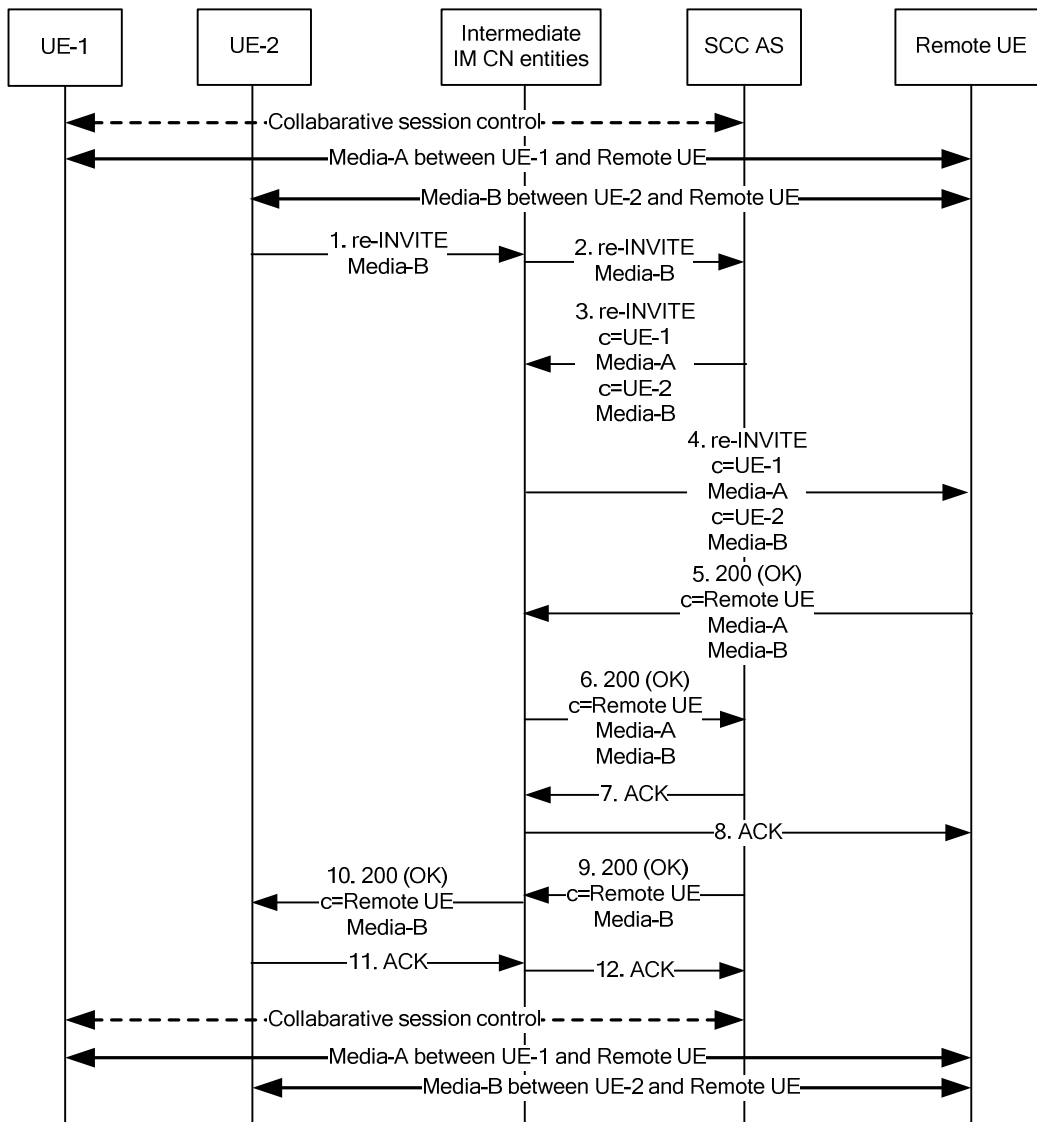 UE-1
UE-2
Intermediate
IM CN entities
SCC AS
Remote UE
Collabarative session control
Media-A between UE-1 and Remote UE
Media-B between UE-2 and Remote UE
1. re-INVITE
Media-B
2. re-INVITE
Media-B
3. re-INVITE
c=UE-1
Media-A
c=UE-2
Media-B
4. re-INVITE
c=UE-1
Media-A
c=UE-2
Media-B
5. 200 (OK)
c=Remote UE
Media-A
Media-B
6. 200 (OK)
c=Remote UE
Media-A
Media-B
7. ACK
8. ACK
9. 200 (OK)
c=Remote UE
Media-B
10. 200 (OK)
c=Remote UE
Media-B
11. ACK
12. ACK
Collabarative session control
Media-A between UE-1 and Remote UE
Media-B between UE-2 and Remote UE